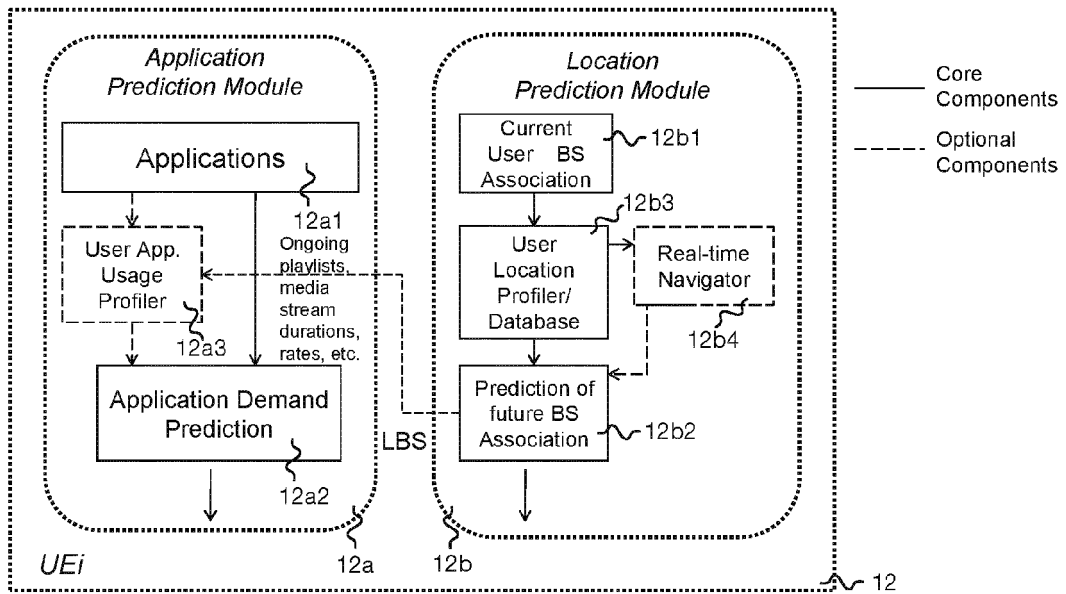 Application
Prediction Module
Applications
12a1
User App.
Usage
Profiler
12a3
Ongoing
playlists,
media
stream
durations,
rates, etc.
Application Demand
Prediction
12a2
12a
LBS
Location
Prediction Module
Current
User BS
Association
12b1
12b3
User
Location
Profiler/
Database
Real-time
Navigator
12b4
Prediction of
future BS
Association
12b2
12b
UEi
12
Core
Components
Optional
Components